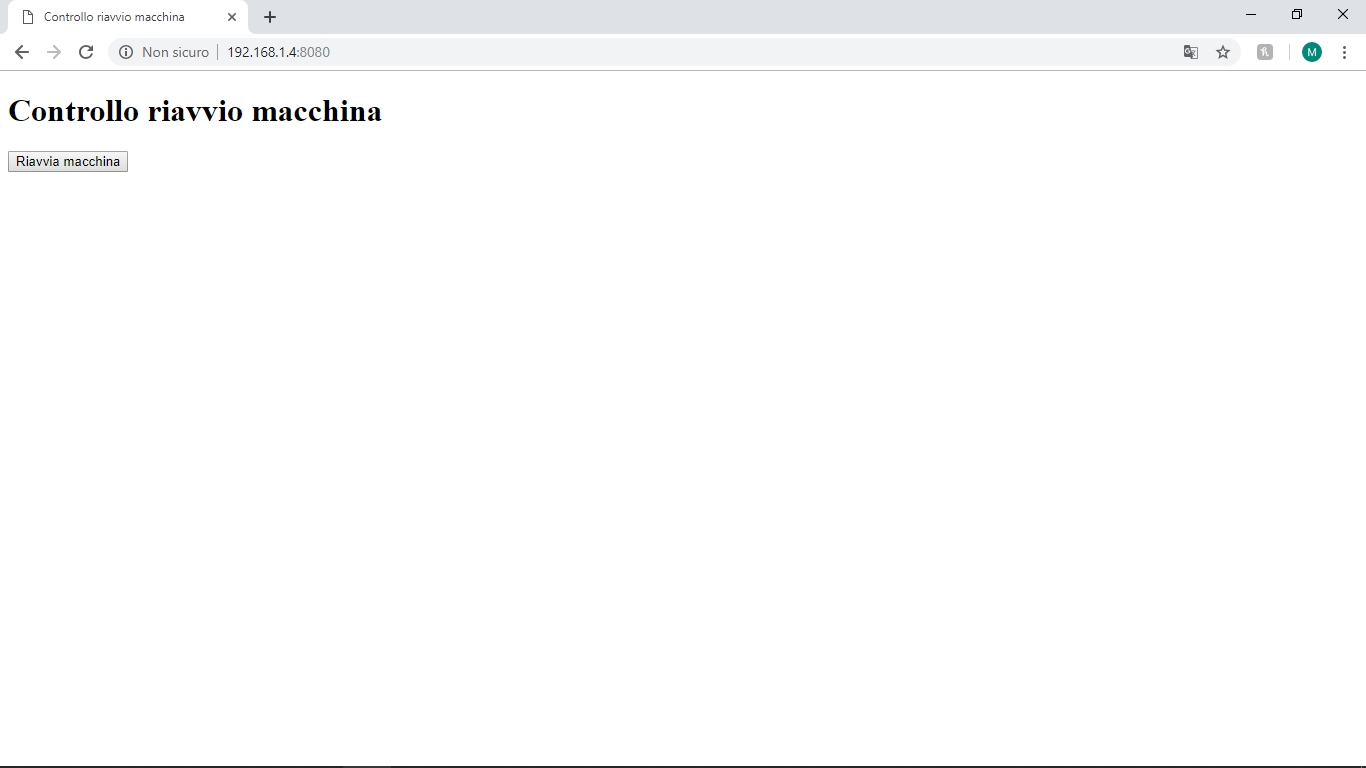 Controllo riavvio macchina
Non sicuro 192.168.1.4:8080
M
Controllo riavvio macchina
Riavvia macchina